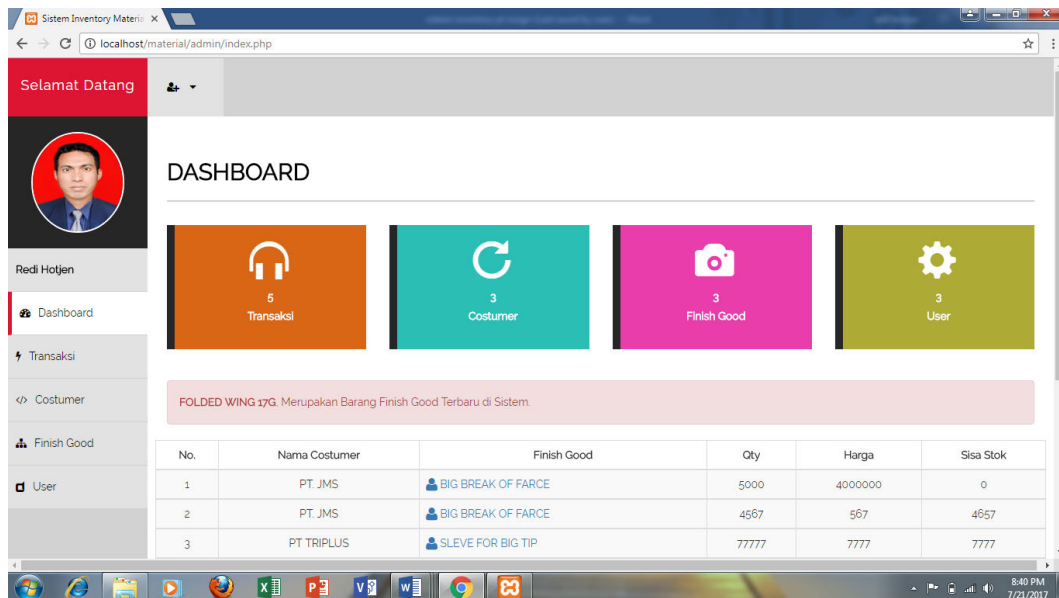 Sistem Inventory Materia
localhost/material/admin/index.php
Selamat Datang
DASHBOARD
5
Transaksi
3
Costumer
3
Finish Good
3
User
Redi Hotjen
Dashboard
Transaksi
Costumer
Finish Good
User
FOLDED WING 17G. Merupakan Barang Finish Good Terbaru di Sistem.
No. Nama Costumer Finish Good Qty Harga Sisa Stok
1 PT. JMS BIG BREAK OF FARCE 5000 4000000 0
2 PT. JMS BIG BREAK OF FARCE 4567 567 4657
3 PT TRIPLUS SLEVE FOR BIG TIP 77777 7777 7777
8:40 PM
7/21/2017